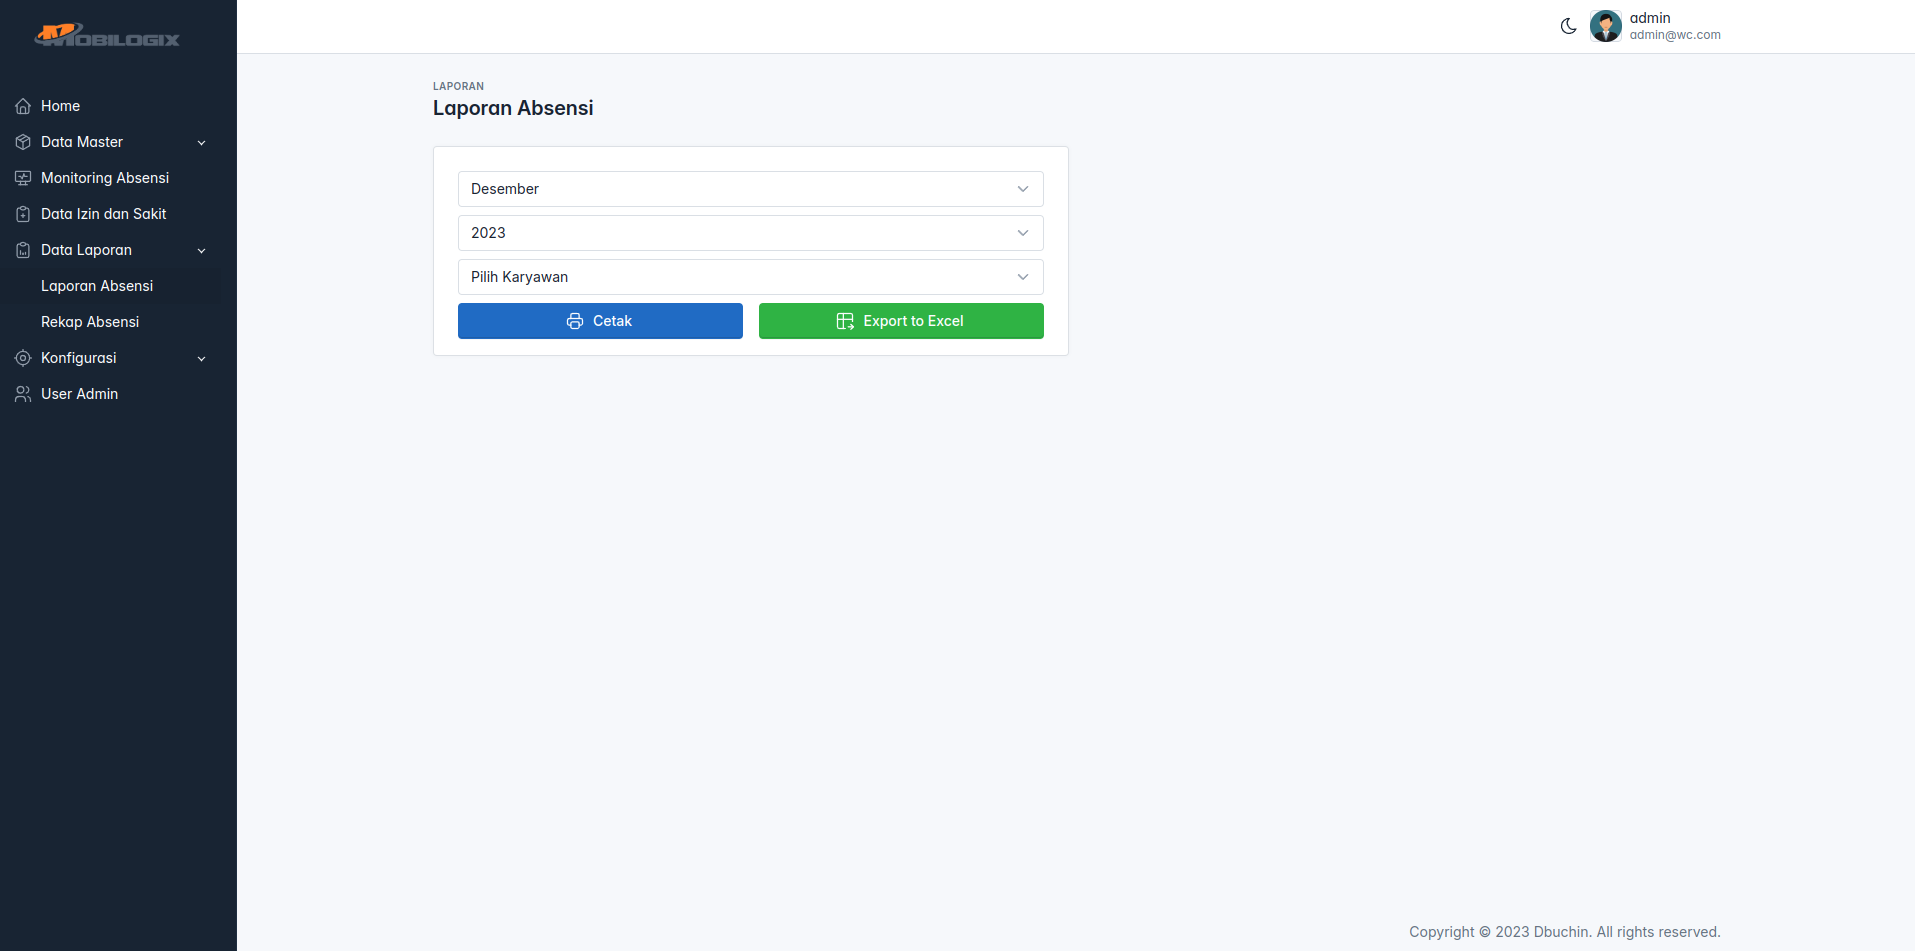 MOBILOGIX
Home
Data Master
Monitoring Absensi
Data Izin dan Sakit
Data Laporan
Laporan Absensi
Rekap Absensi
Konfigurasi
User Admin
admin
admin@wc.com
LAPORAN
Laporan Absensi
Desember
2023
Pilih Karyawan
Cetak
Export to Excel
Copyright © 2023 Dbuchin. All rights reserved.